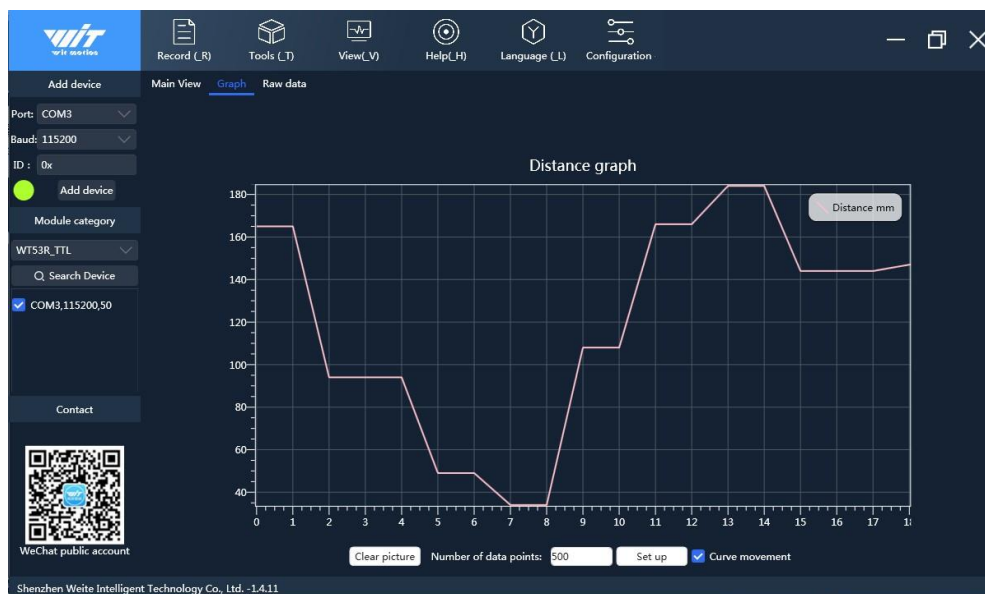 WiT
wit motion
Record (_R)
Tools (_T)
View(_V)
Help(_H)
Language (_L)
Configuration
Add device
Main View Graph Raw data
Port: COM3
Baud: 115200
ID : 0x
Add device
Module category
WT53R_TTL
Search Device
COM3,115200,50
Contact
WeChat public account
Distance graph
Distance mm
180
160
140
120
100
80
60
40
0 1 2 3 4 5 6 7 8 9 10 11 12 13 14 15 16 17
Clear picture Number of data points: 500 Set up Curve movement
Shenzhen Weite Intelligent Technology Co., Ltd. -1.4.11